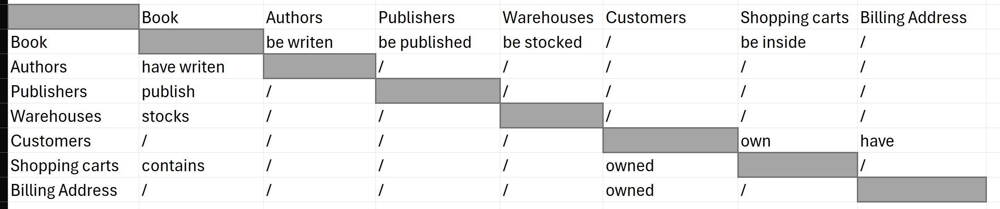 Book Authors Publishers Warehouses Customers Shopping carts Billing Address
Book be writen be published be stocked / be inside /
Authors have writen / / / / /
Publishers publish / / / / /
Warehouses stocks / / / / /
Customers / / / / own have
Shopping carts contains / / / owned /
Billing Address / / / / owned /